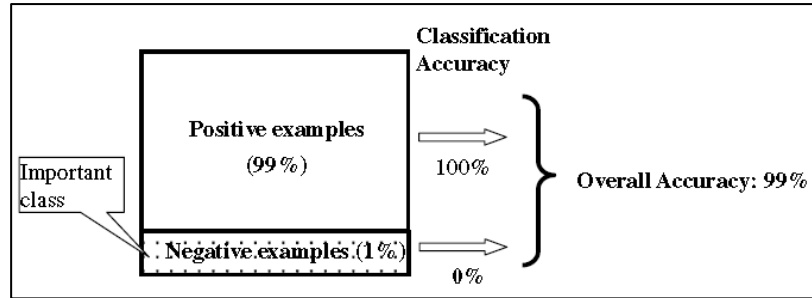 Classification
Accuracy
Positive examples
(99%)
100%
Important
class
Overall Accuracy: 99%
Negative examples (1%)
0%